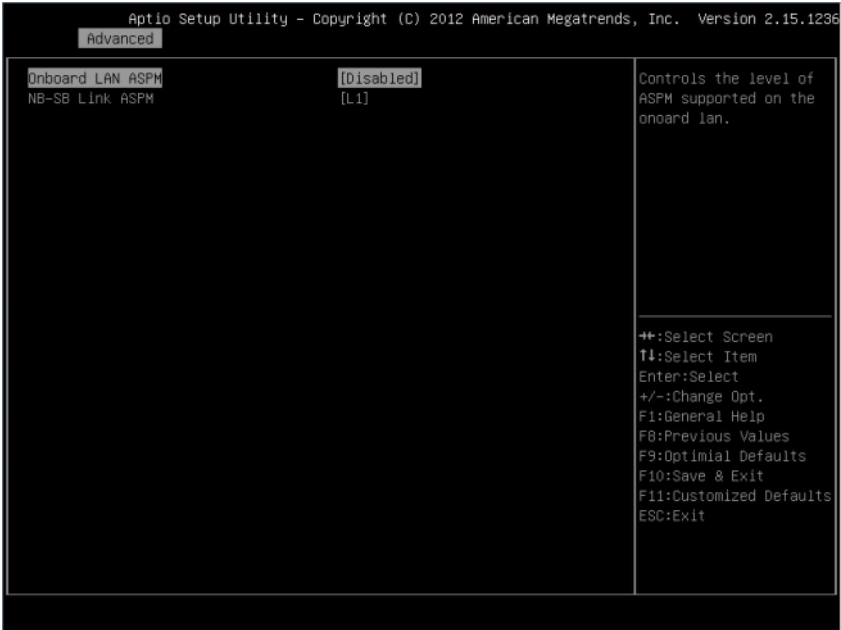 Aptio Setup Utility - Copyright (C) 2012 American Megatrends, Inc. Version 2.15.1236
Advanced
Onboard LAN ASPM [Disabled]
NB-SB Link ASPM [L1]
Controls the level of
ASPM supported on the
onoard lan.
→←:Select Screen
↑↓:Select Item
Enter:Select
+/-:Change Opt.
F1:General Help
F8:Previous Values
F9:Optimial Defaults
F10:Save & Exit
F11:Customized Defaults
ESC:Exit